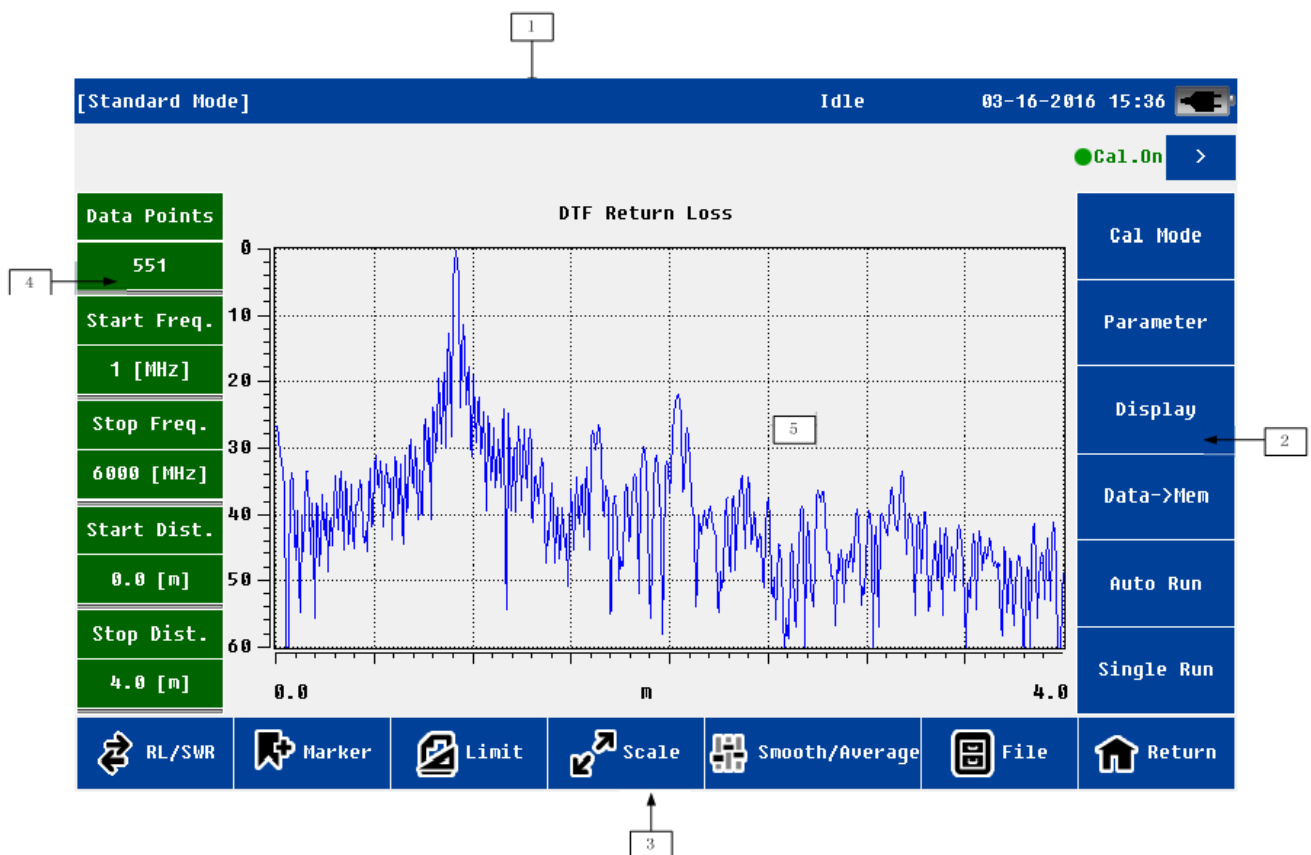 1
[Standard Mode] Idle 03-16-2016 15:36
Cal.On >
Data Points
551
Start Freq.
1 [MHz]
Stop Freq.
6000 [MHz]
Start Dist.
0.0 [m]
Stop Dist.
4.0 [m]
4
DTF Return Loss
0
10
20
30
40
50
60
0.0 m 4.0
5
Cal Mode
Parameter
Display
Data->Mem
Auto Run
Single Run
2
RL/SWR Marker Limit Scale Smooth/Average File Return
3